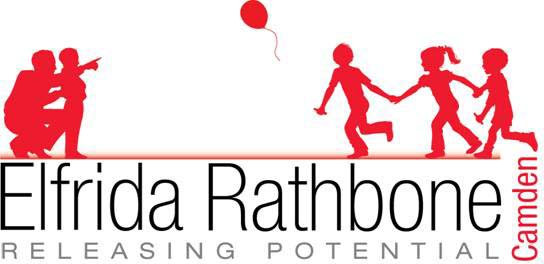 Elfrida Rathbone
Camden
RELEASING POTENTIAL